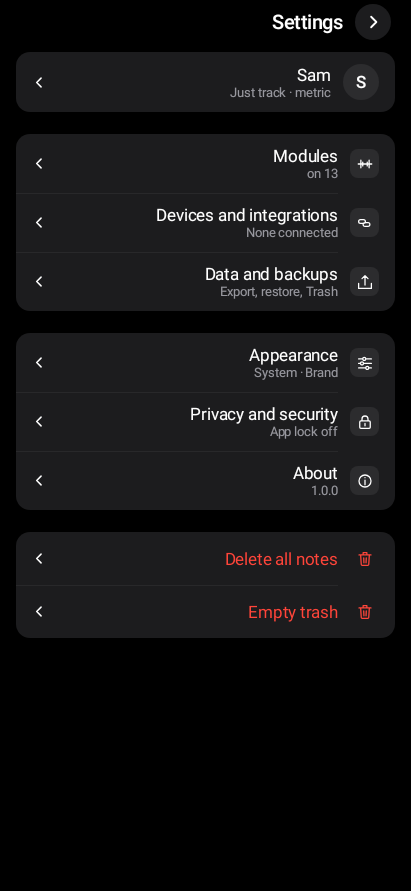 Settings
Sam
Just track · metric
S
Modules
on 13
Devices and integrations
None connected
Data and backups
Export, restore, Trash
Appearance
System · Brand
Privacy and security
App lock off
About
1.0.0
Delete all notes
Empty trash